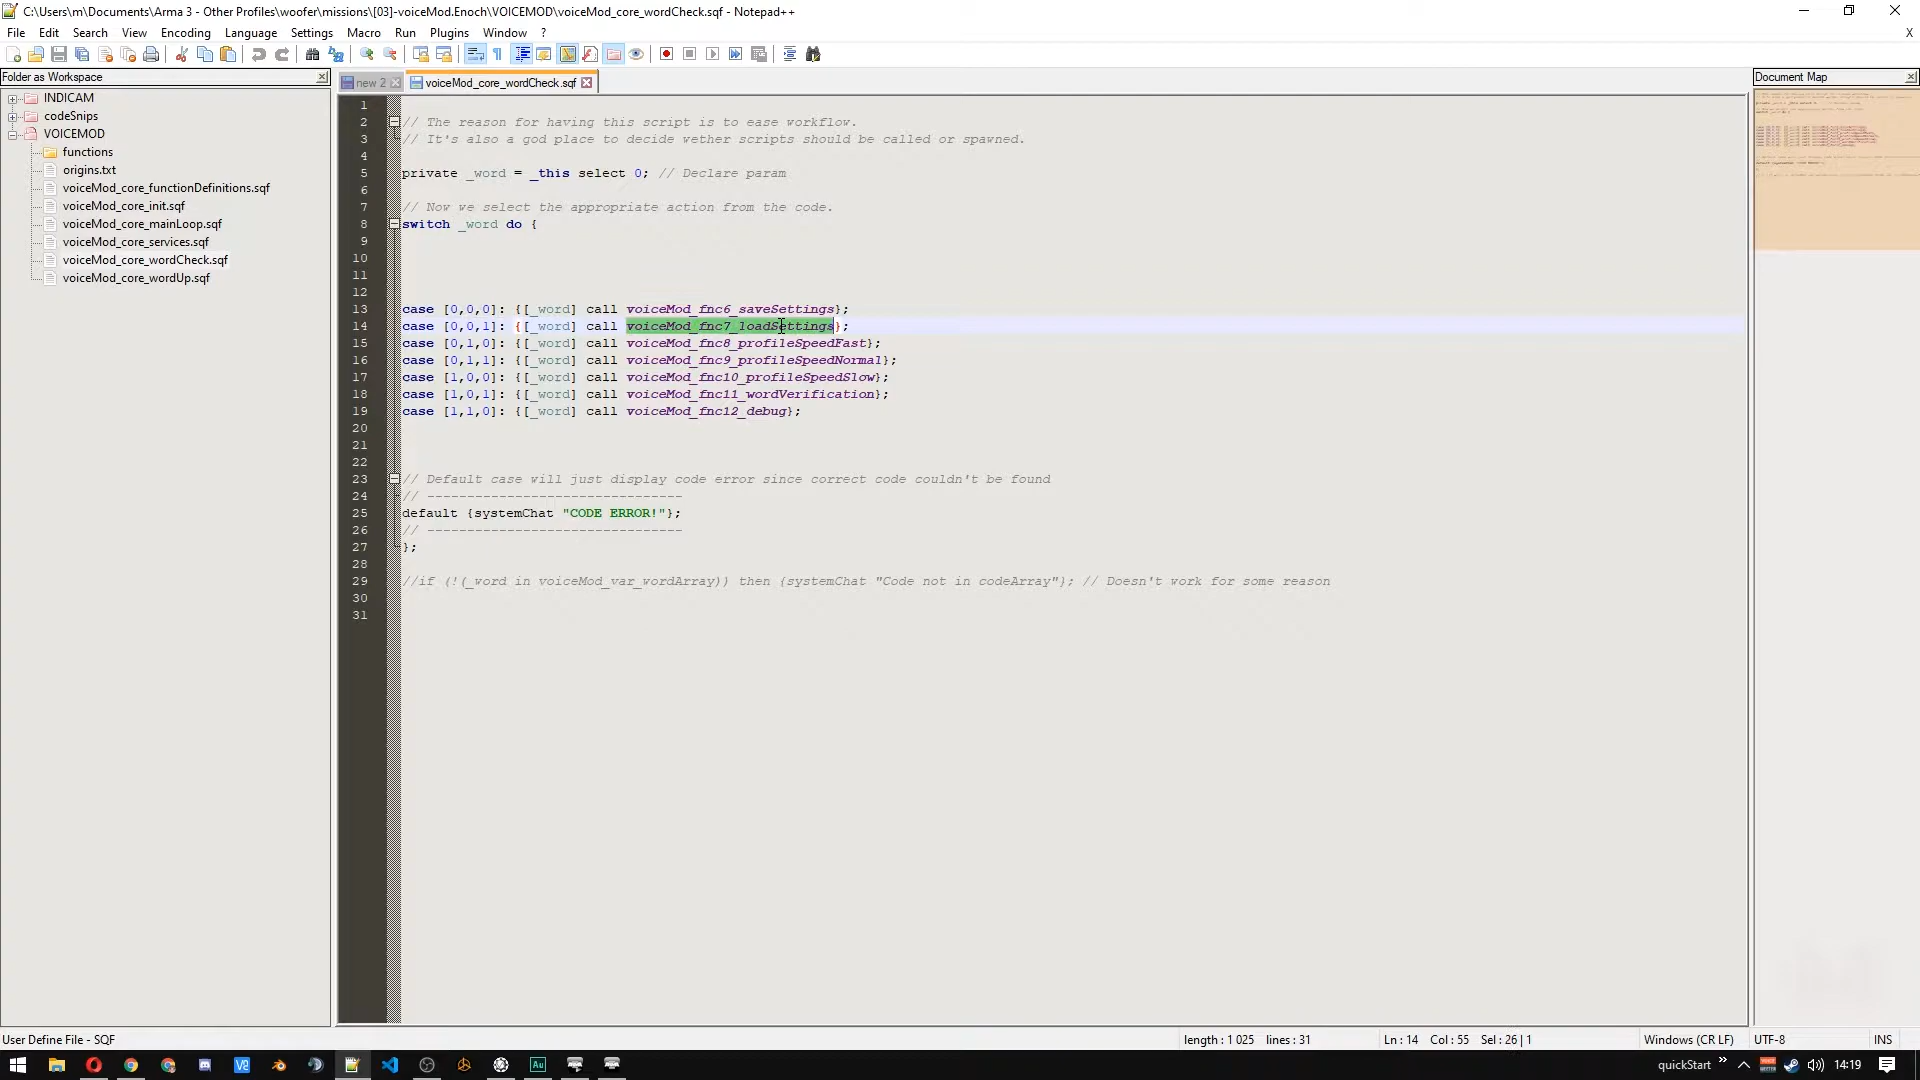 C:\Users\m\Documents\Arma 3 - Other Profiles\woofer\missions\[03]-voiceMod.Enoch\VOICEMOD\voiceMod_core_wordCheck.sqf - Notepad++
File Edit Search View Encoding Language Settings Macro Run Plugins Window ? X
Folder as Workspace
new 2
voiceMod_core_wordCheck.sqf
Document Map
INDICAM
codeSnips
VOICEMOD
functions
origins.txt
voiceMod_core_functionDefinitions.sqf
voiceMod_core_init.sqf
voiceMod_core_mainLoop.sqf
voiceMod_core_services.sqf
voiceMod_core_wordCheck.sqf
voiceMod_core_wordUp.sqf
1
2 // The reason for having this script is to ease workflow.
3 // It's also a god place to decide wether scripts should be called or spawned.
4
5 private _word = _this select 0; // Declare param
6
7 // Now we select the appropriate action from the code.
8 switch _word do {
9
10
11
12
13 case [0,0,0]: {[_word] call voiceMod_fnc6_saveSettings};
14 case [0,0,1]: {[_word] call voiceMod_fnc7_loadSettings};
15 case [0,1,0]: {[_word] call voiceMod_fnc8_profileSpeedFast};
16 case [0,1,1]: {[_word] call voiceMod_fnc9_profileSpeedNormal};
17 case [1,0,0]: {[_word] call voiceMod_fnc10_profileSpeedSlow};
18 case [1,0,1]: {[_word] call voiceMod_fnc11_wordVerification};
19 case [1,1,0]: {[_word] call voiceMod_fnc12_debug};
20
21
22
23 // Default case will just display code error since correct code couldn't be found
24 // --------------------------------
25 default {systemChat "CODE ERROR!"};
26 // --------------------------------
27 };
28
29 //if (!(_word in voiceMod_var_wordArray)) then {systemChat "Code not in codeArray"}; // Doesn't work for some reason
30
31
User Define File - SQF
length : 1 025 lines : 31
Ln : 14 Col : 55 Sel : 26 | 1
Windows (CR LF)
UTF-8
INS
quickStart
14:19